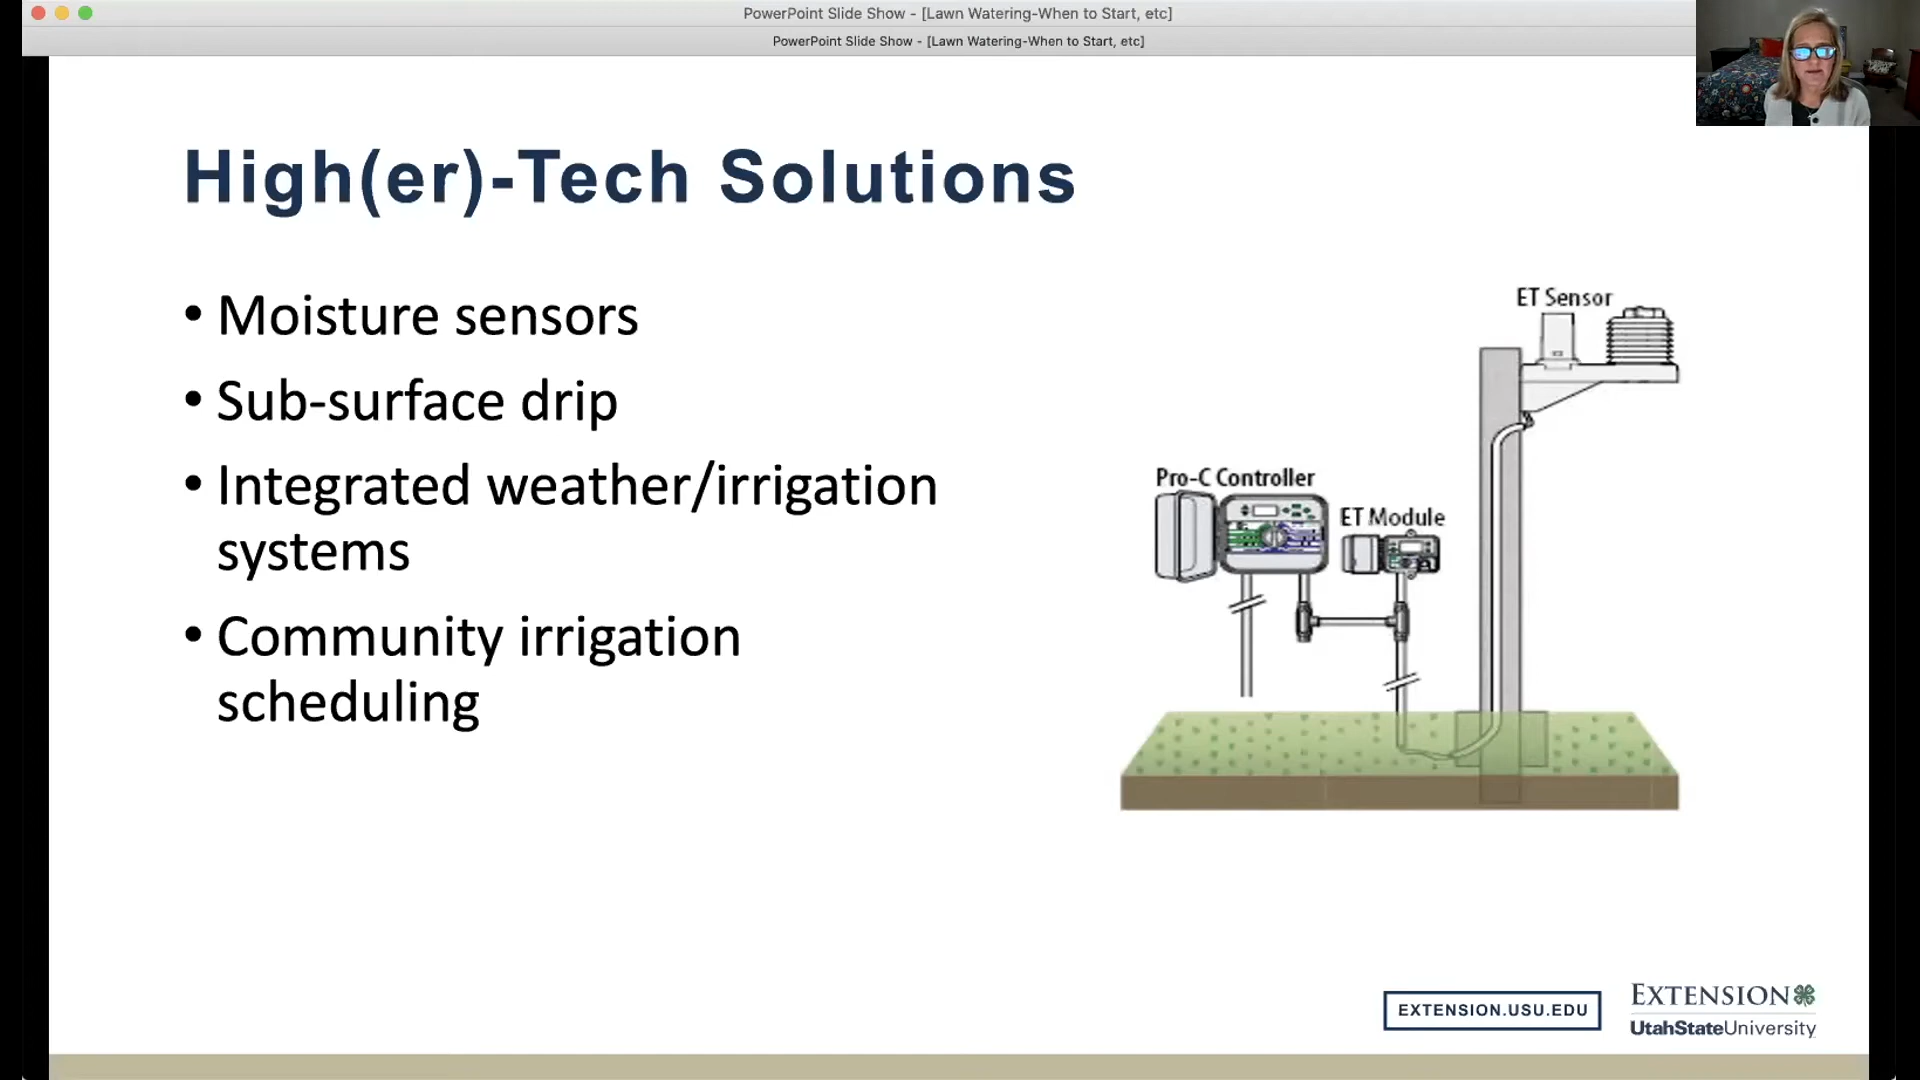 PowerPoint Slide Show - [Lawn Watering-When to Start, etc]
PowerPoint Slide Show - [Lawn Watering-When to Start, etc]
High(er)-Tech Solutions
• Moisture sensors
• Sub-surface drip
• Integrated weather/irrigation
systems
• Community irrigation
scheduling
ET Sensor
Pro-C Controller
ET Module
EXTENSION.USU.EDU
EXTENSION
UtahStateUniversity